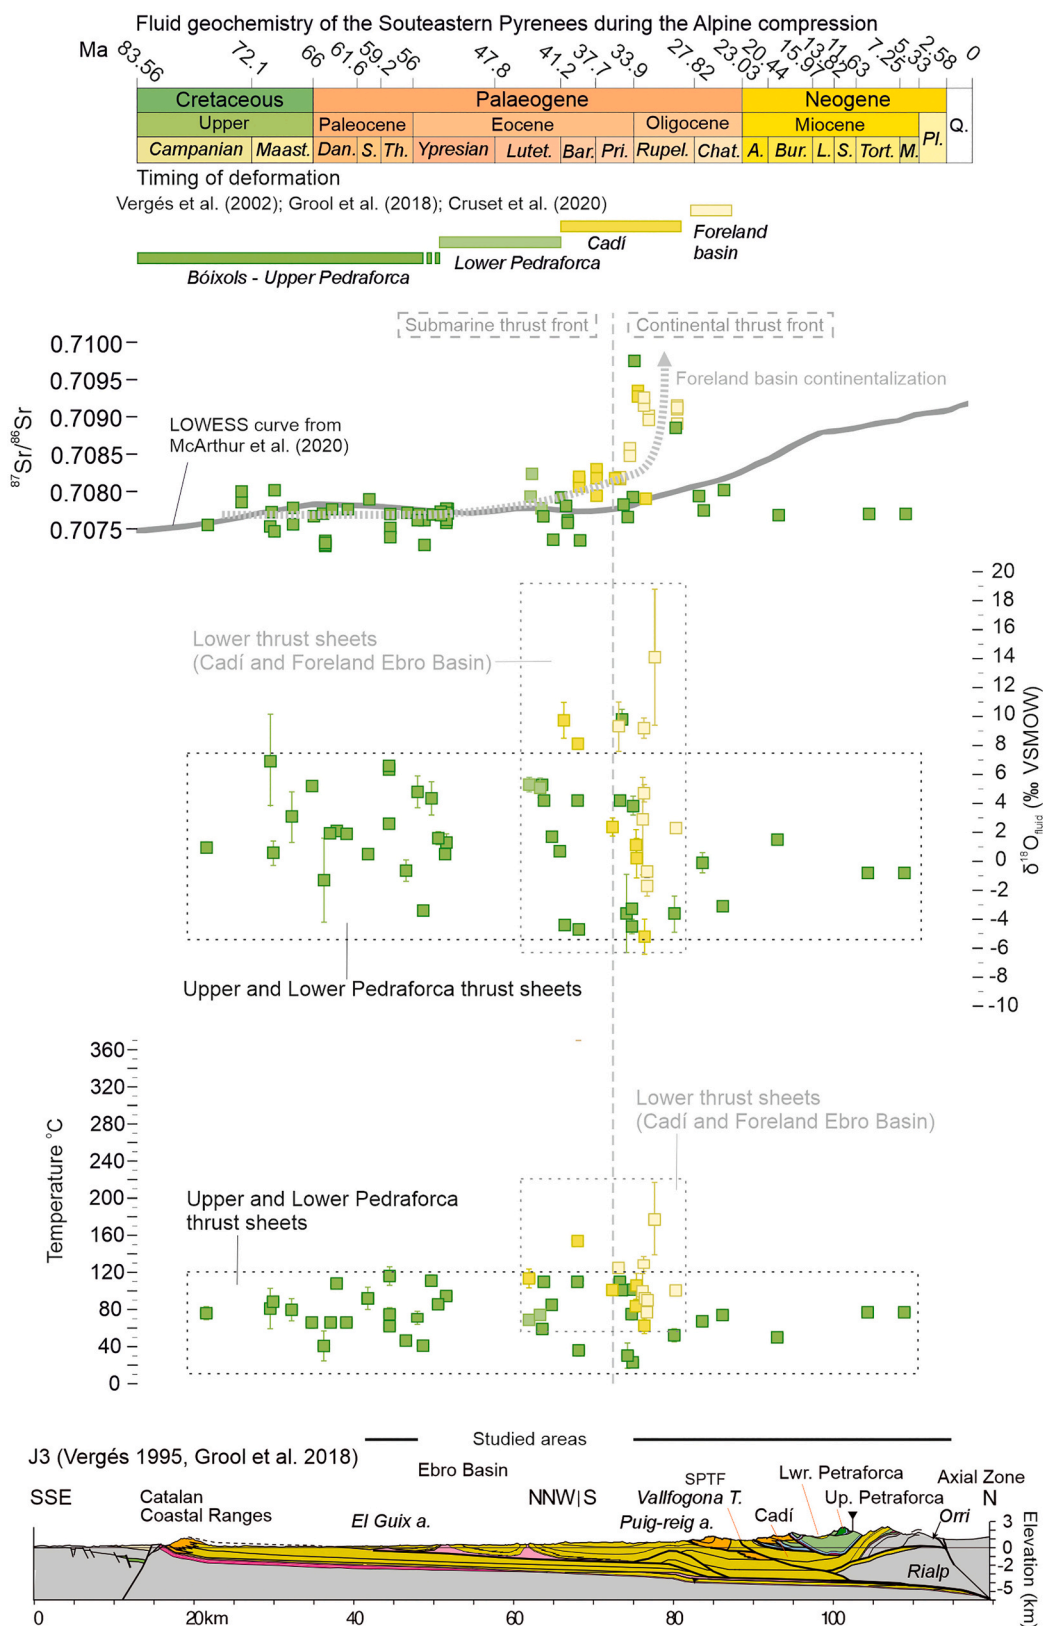 Fluid geochemistry of the Souteastern Pyrenees during the Alpine compression
Ma 83.56 72.1 66 61.6 59.2 56 47.8 41.2 37.7 33.9 27.82 23.03 20.44 15.97 13.82 11.63 7.25 5.33 2.58 0
Cretaceous Palaeogene Neogene Q.
Upper Paleocene Eocene Oligocene Miocene Pl.
Campanian Maast. Dan. S. Th. Ypresian Lutet. Bar. Pri. Rupel. Chat. A. Bur. L. S. Tort. M.
Timing of deformation
Vergés et al. (2002); Grool et al. (2018); Cruset et al. (2020)
Foreland
basin
Cadí
Lower Pedraforca
Bóixols - Upper Pedraforca
Submarine thrust front Continental thrust front
Foreland basin continentalization
LOWESS curve from
McArthur et al. (2020)
87Sr/86Sr
0.7100
0.7095
0.7090
0.7085
0.7080
0.7075
Lower thrust sheets
(Cadí and Foreland Ebro Basin)
Upper and Lower Pedraforca thrust sheets
δ18Ofluid (‰ VSMOW)
20
18
16
14
12
10
8
6
4
2
0
-2
-4
-6
-8
-10
Temperature °C
360
320
280
240
200
160
120
80
40
0
Lower thrust sheets
(Cadí and Foreland Ebro Basin)
Upper and Lower Pedraforca
thrust sheets
Studied areas
J3 (Vergés 1995, Grool et al. 2018)
Ebro Basin
SSE
Catalan
Coastal Ranges
El Guix a.
NNW|S
SPTF
Vallfogona T.
Puig-reig a.
Lwr. Petraforca
Up. Petraforca
Cadí
Axial Zone
N
Orri
Rialp
3
0
-2
-5
Elevation (km)
0 20km 40 60 80 100